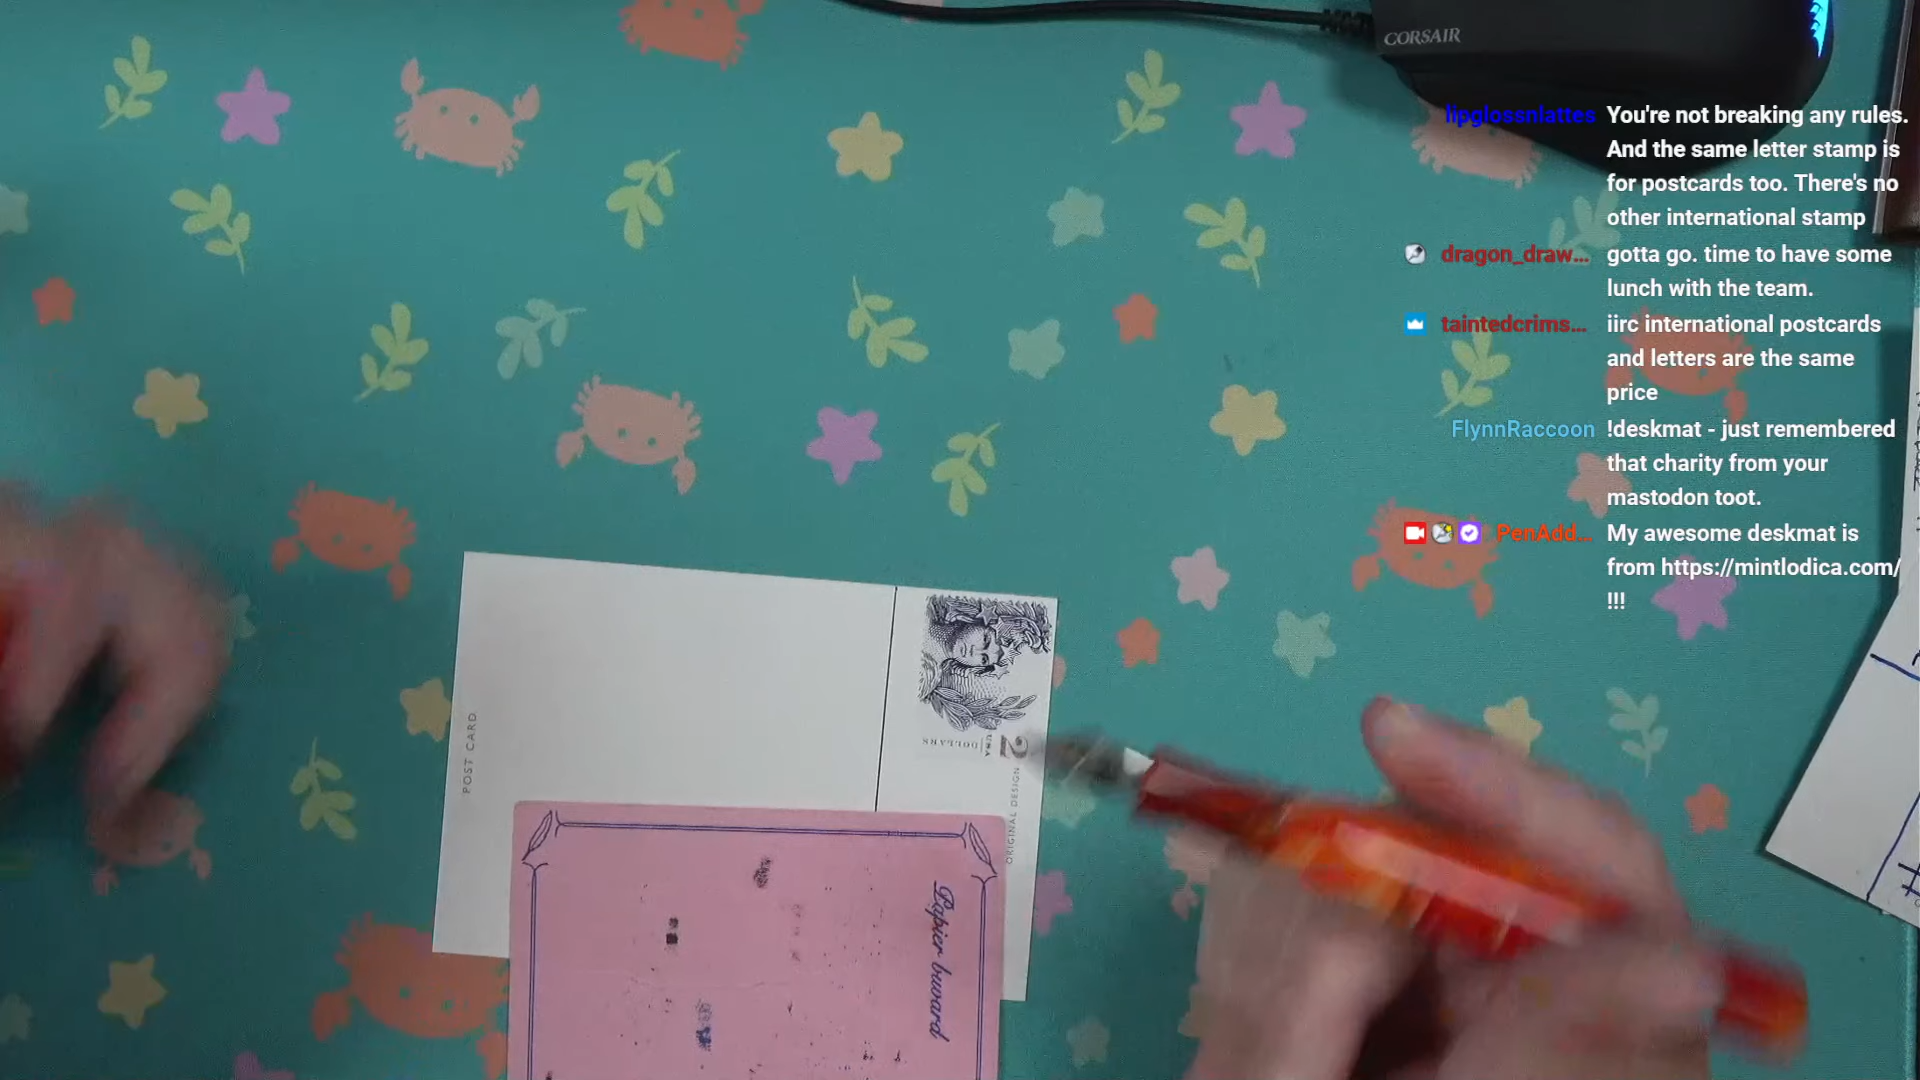 CORSAIR
lipglossnlattes You're not breaking any rules.
And the same letter stamp is
for postcards too. There's no
other international stamp
dragon_draw... gotta go. time to have some
lunch with the team.
taintedcrims... iirc international postcards
and letters are the same
price
FlynnRaccoon !deskmat - just remembered
that charity from your
mastodon toot.
PenAdd... My awesome deskmat is
from https://mintlodica.com/
!!!
POST CARD
2
USA
DOLLARS
ORIGINAL DESIGN
Papier buvard